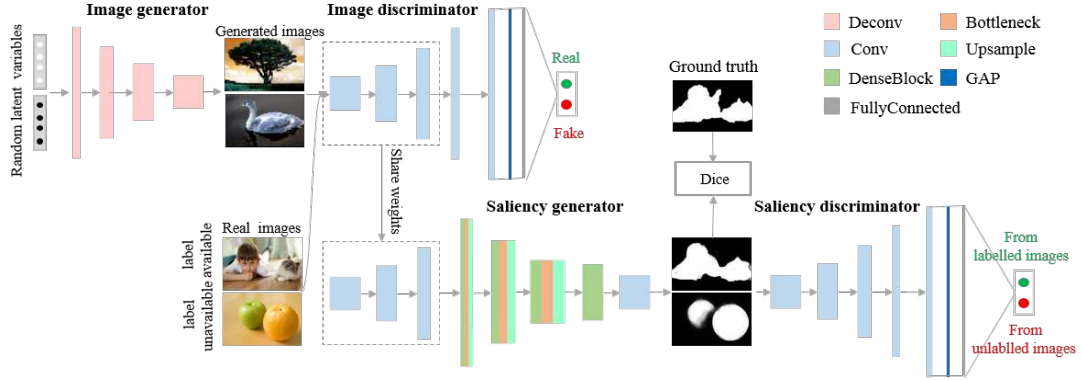 Image generator
Image discriminator
Deconv
Bottleneck
Conv
Upsample
DenseBlock
GAP
FullyConnected
Random latent variables
Generated images
Real
Fake
Ground truth
Dice
Share weights
Saliency generator
Saliency discriminator
Real images
label
available
label
unavailable
From
labelled images
From
unlablled images